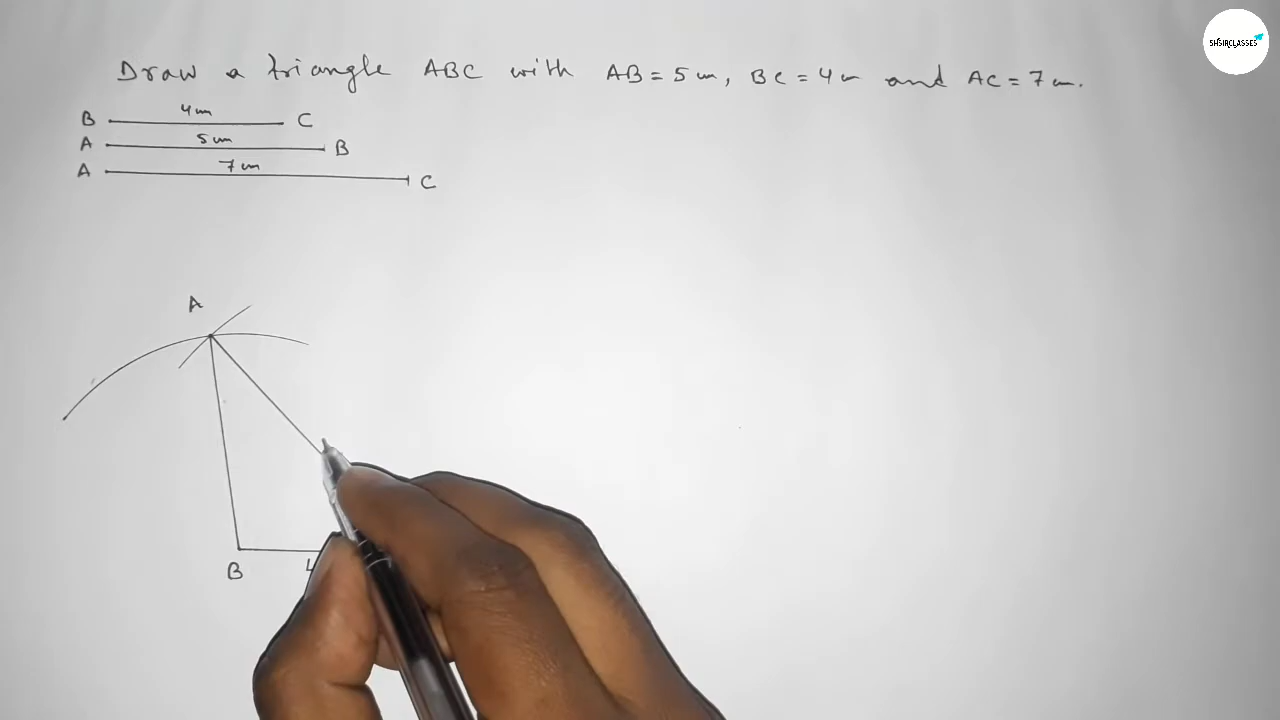 SHSIRCLASSES
Draw a triangle ABC with AB = 5 cm, BC = 4 cm and AC = 7 cm.
B 4 cm C
A 5 cm B
A 7 cm C
A
B